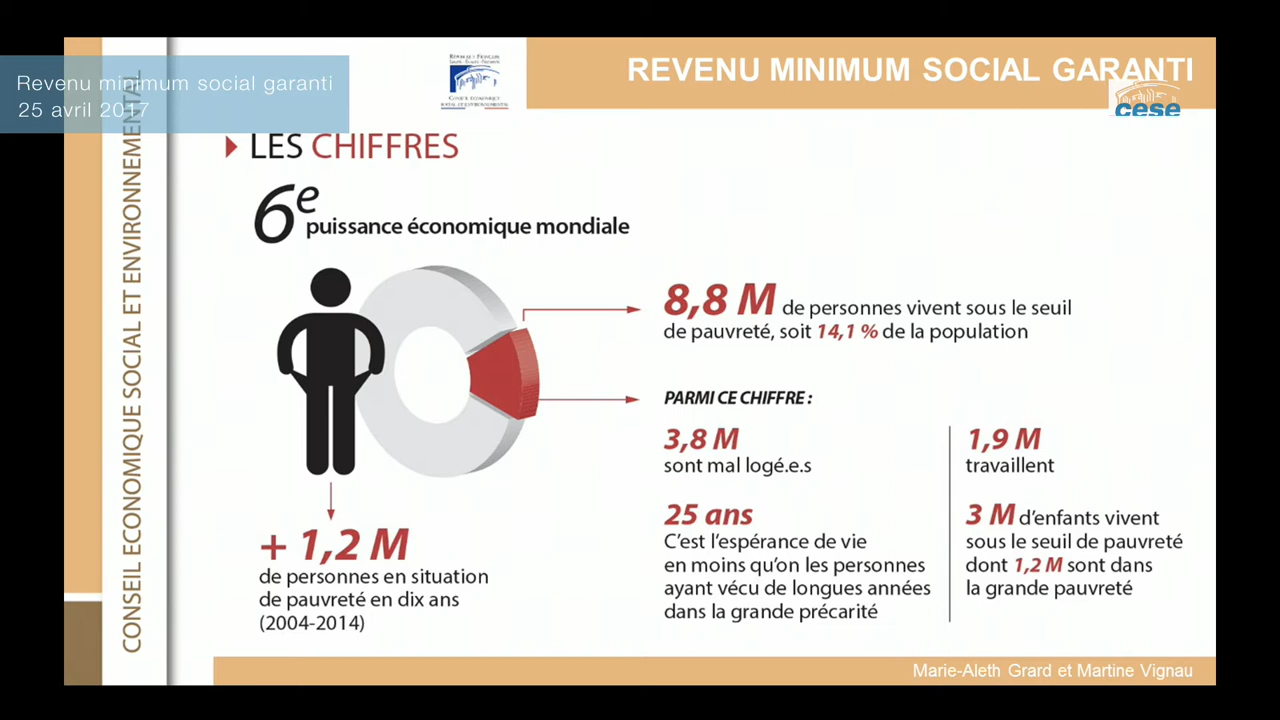 Revenu minimum social garanti
25 avril 2017
REVENU MINIMUM SOCIAL GARANTI
cese
CONSEIL ECONOMIQUE SOCIAL ET ENVIRONNEMENTAL
LES CHIFFRES
6e
puissance économique mondiale
8,8 M de personnes vivent sous le seuil
de pauvreté, soit 14,1 % de la population
PARMI CE CHIFFRE :
3,8 M
sont mal logé.e.s
25 ans
C'est l'espérance de vie
en moins qu'on les personnes
ayant vécu de longues années
dans la grande précarité
1,9 M
travaillent
3 M d'enfants vivent
sous le seuil de pauvreté
dont 1,2 M sont dans
la grande pauvreté
+ 1,2 M
de personnes en situation
de pauvreté en dix ans
(2004-2014)
Marie-Aleth Grard et Martine Vignau